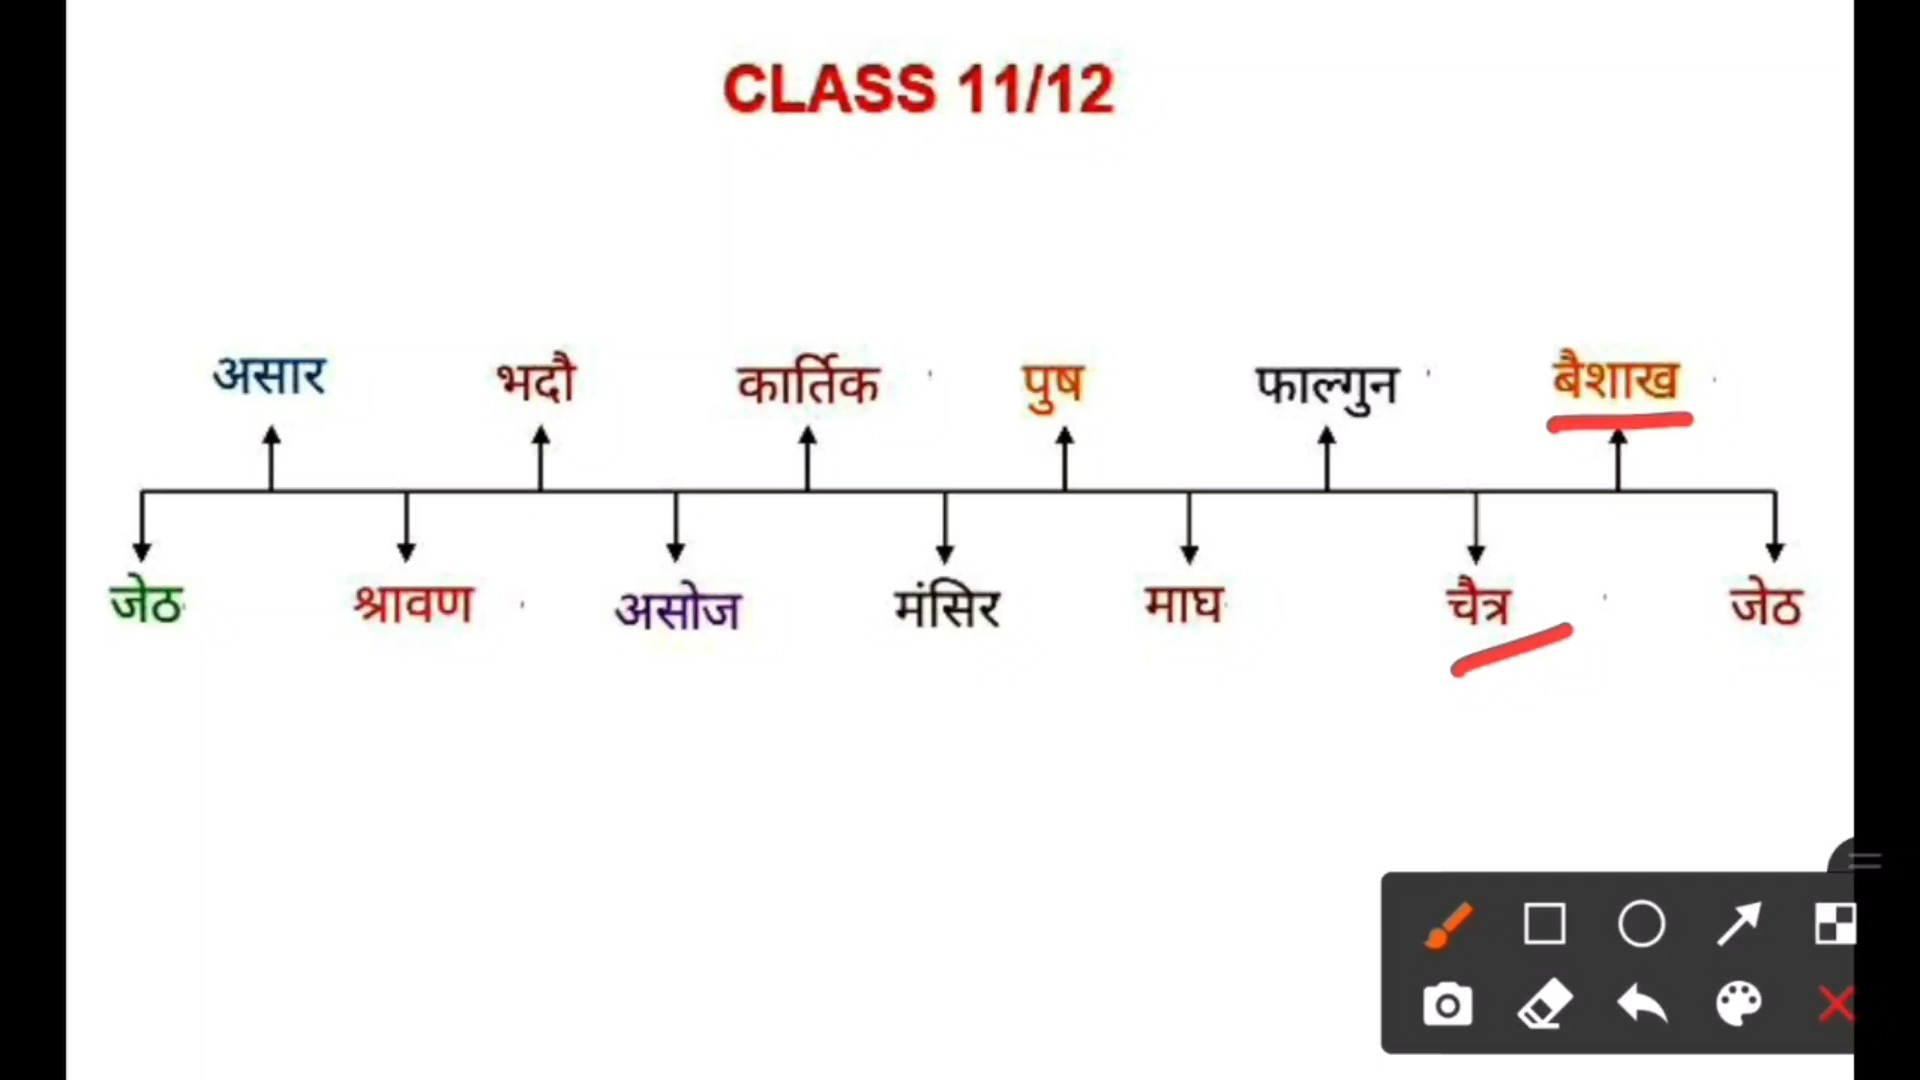 CLASS 11/12
असार भदौ कार्तिक पुष फाल्गुन बैशाख
जेठ श्रावण असोज मंसिर माघ चैत्र जेठ